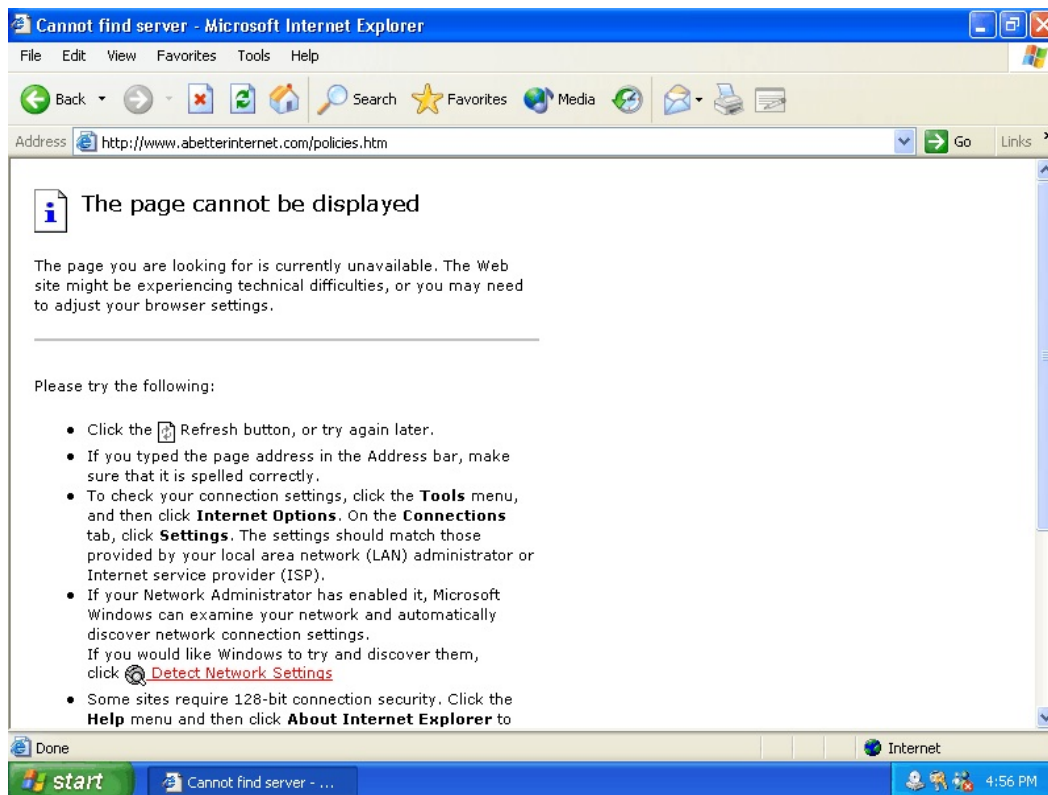 Cannot find server - Microsoft Internet Explorer
File Edit View Favorites Tools Help
Back Search Favorites Media
Address http://www.abetterinternet.com/policies.htm Go Links
The page cannot be displayed
The page you are looking for is currently unavailable. The Web
site might be experiencing technical difficulties, or you may need
to adjust your browser settings.
Please try the following:
Click the Refresh button, or try again later.
If you typed the page address in the Address bar, make
sure that it is spelled correctly.
To check your connection settings, click the Tools menu,
and then click Internet Options. On the Connections
tab, click Settings. The settings should match those
provided by your local area network (LAN) administrator or
Internet service provider (ISP).
If your Network Administrator has enabled it, Microsoft
Windows can examine your network and automatically
discover network connection settings.
If you would like Windows to try and discover them,
click Detect Network Settings
Some sites require 128-bit connection security. Click the
Help menu and then click About Internet Explorer to
Done Internet
start Cannot find server - ... 4:56 PM